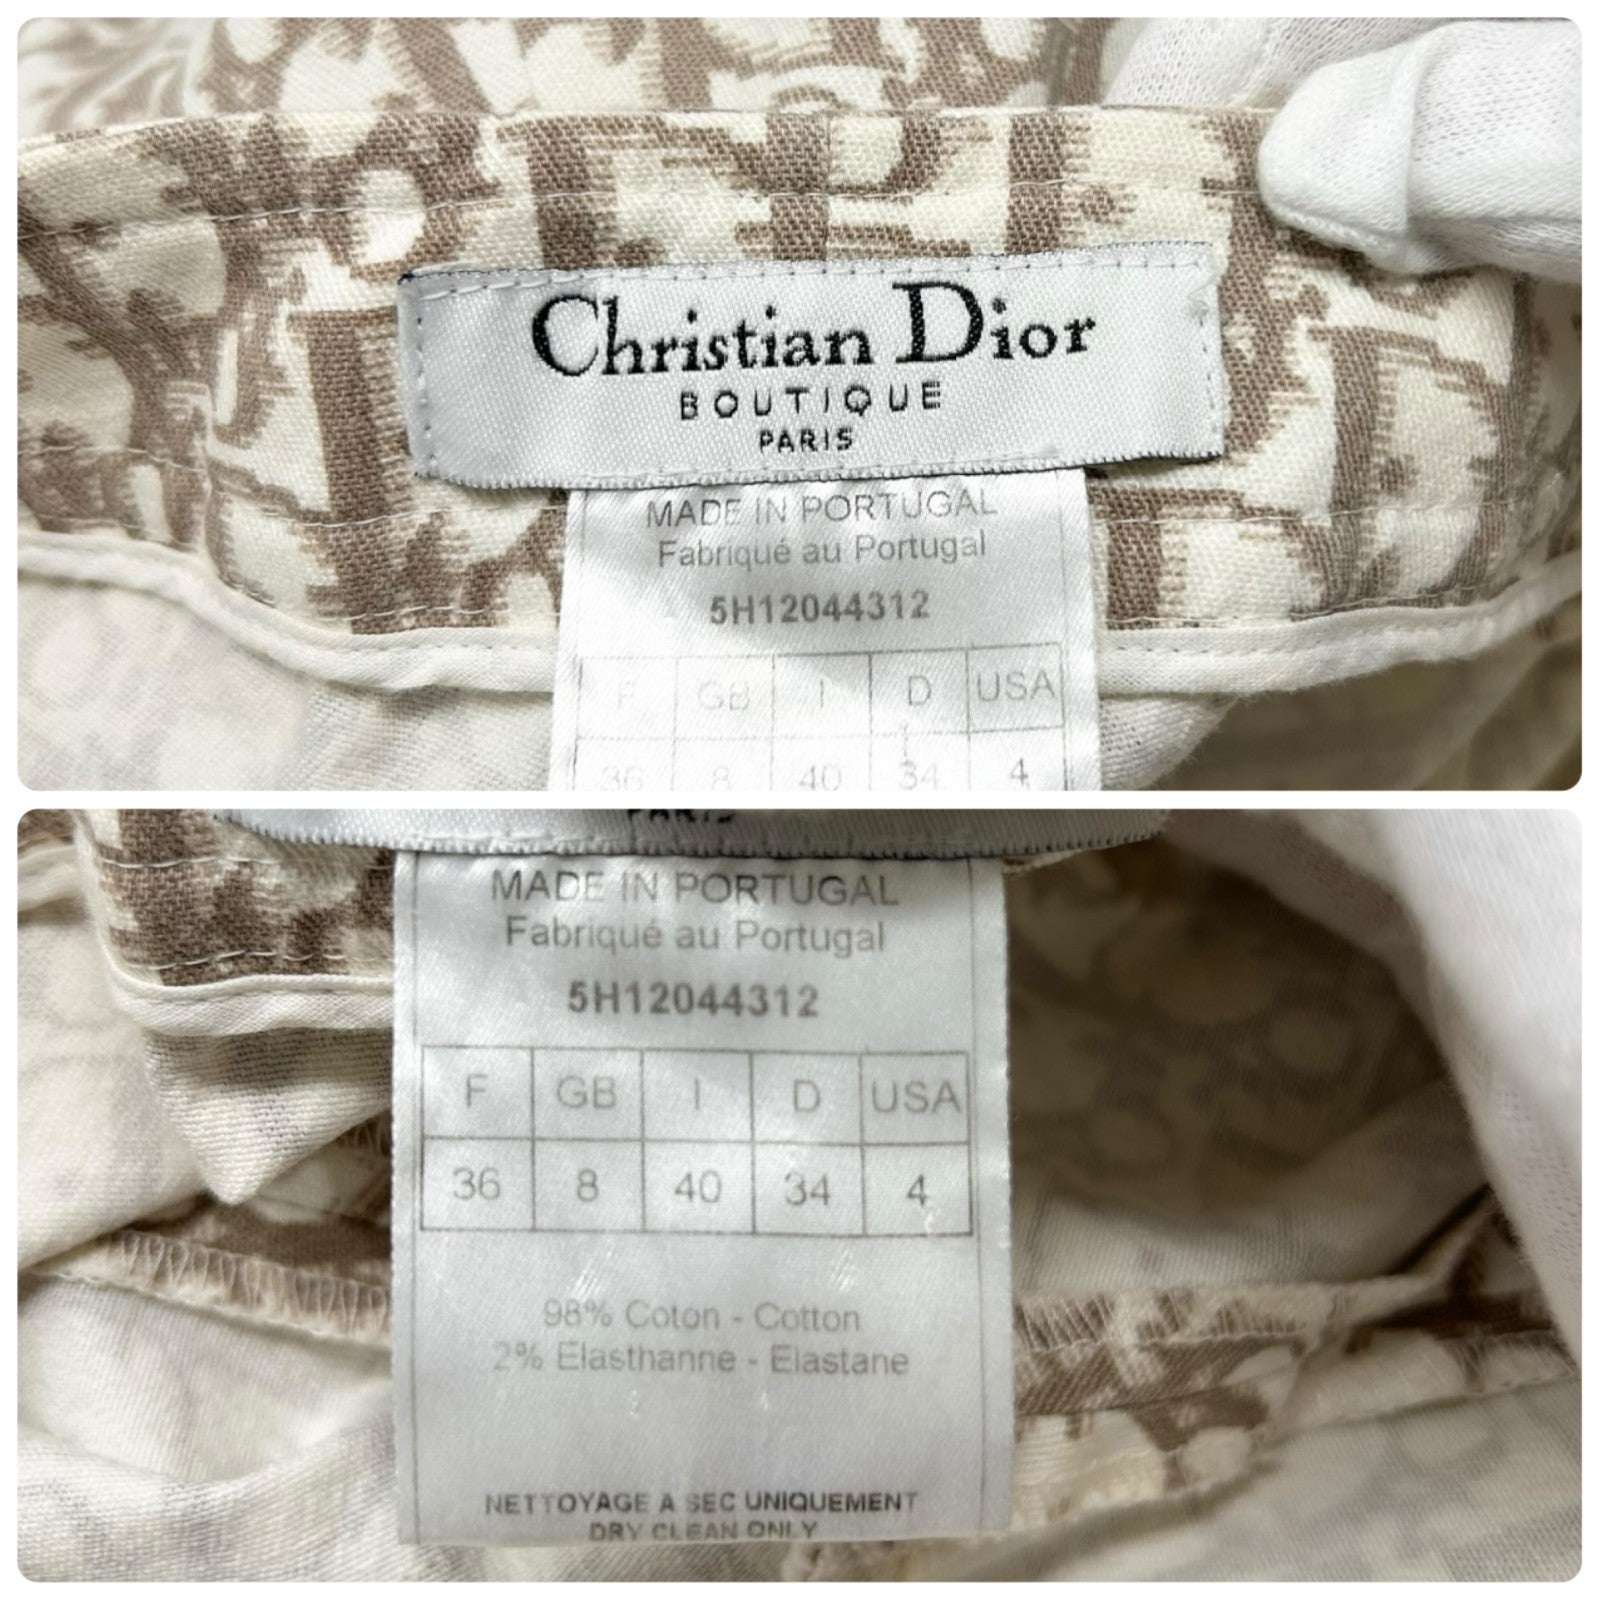 Christian Dior
BOUTIQUE
PARIS
MADE IN PORTUGAL
Fabriqué au Portugal
5H12044312
F GB I D USA
36 8 40 34 4
PARIS
MADE IN PORTUGAL
Fabriqué au Portugal
5H12044312
F GB I D USA
36 8 40 34 4
98% Coton - Cotton
2% Elasthanne - Elastane
NETTOYAGE A SEC UNIQUEMENT
DRY CLEAN ONLY